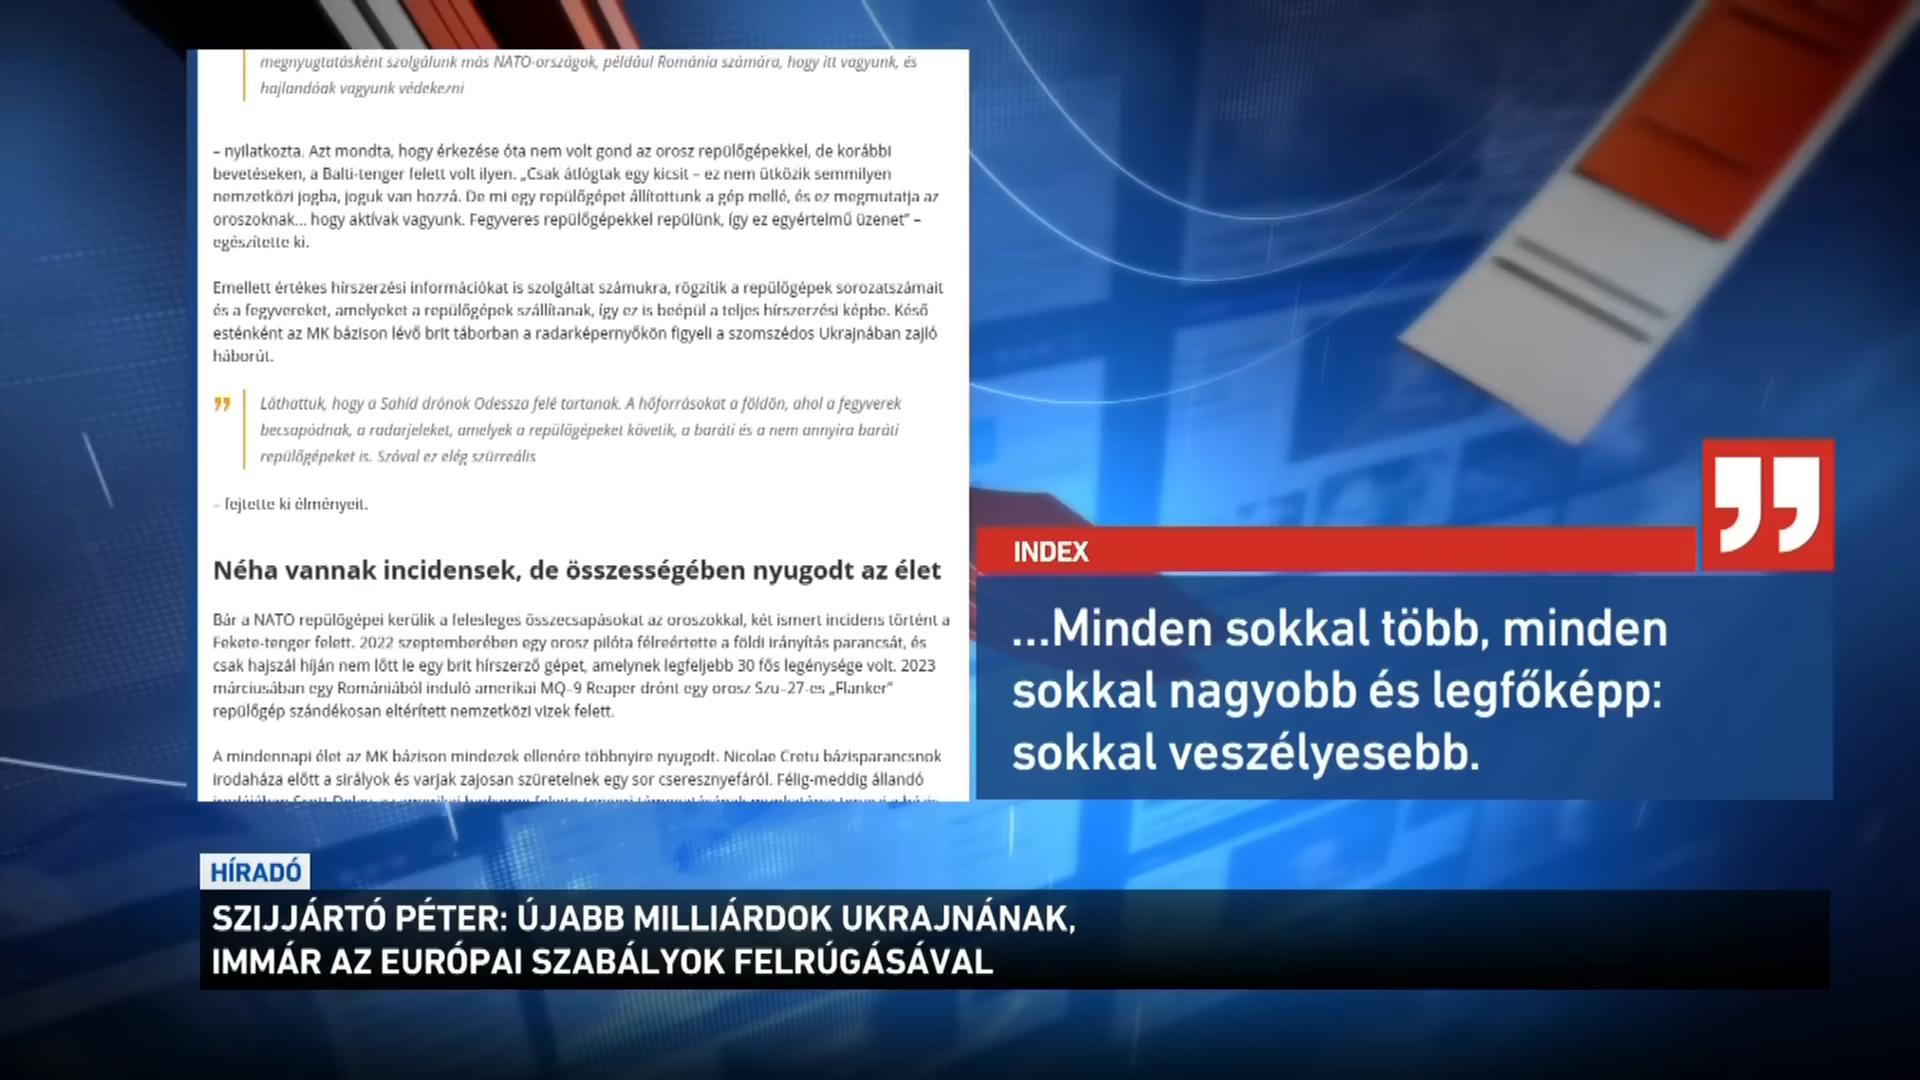 megnyugtatásként szolgálunk más NATO-országok, például Románia számára, hogy itt vagyunk, és
hajlandóak vagyunk védekezni
– nyilatkozta. Azt mondta, hogy érkezése óta nem volt gond az orosz repülőgépekkel, de korábbi
bevetéseken, a Balti-tenger felett volt ilyen. „Csak átlógtak egy kicsit – ez nem ütközik semmilyen
nemzetközi jogba, joguk van hozzá. De mi egy repülőgépet állítottunk a gép mellé, és ez megmutatja az
oroszoknak... hogy aktívak vagyunk. Fegyveres repülőgépekkel repülünk, így ez egyértelmű üzenet” –
egészítette ki.
Emellett értékes hírszerzési információkat is szolgáltat számukra, rögzítik a repülőgépek sorozatszámait
és a fegyvereket, amelyeket a repülőgépek szállítanak, így ez is beépül a teljes hírszerzési képbe. Késő
esténként az MK bázison lévő brit táborban a radarképernyőkön figyeli a szomszédos Ukrajnában zajló
háborút.
” Láthattuk, hogy a Sahíd drónok Odessza felé tartanak. A hőforrásokat a földön, ahol a fegyverek
becsapódnak, a radarjeleket, amelyek a repülőgépeket követik, a baráti és a nem annyira baráti
repülőgépeket is. Szóval ez elég szürreális
– fejtette ki élményeit.
Néha vannak incidensek, de összességében nyugodt az élet
Bár a NATO repülőgépei kerülik a felesleges összecsapásokat az oroszokkal, két ismert incidens történt a
Fekete-tenger felett. 2022 szeptemberében egy orosz pilóta félreértette a földi irányítás parancsát, és
csak hajszál híján nem lőtt le egy brit hírszerző gépet, amelynek legfeljebb 30 fős legénysége volt. 2023
márciusában egy Romániából induló amerikai MQ-9 Reaper drónt egy orosz Szu-27-es „Flanker”
repülőgép szándékosan eltérített nemzetközi vizek felett.
A mindennapi élet az MK bázison mindezek ellenére többnyire nyugodt. Nicolae Cretu bázisparancsnok
irodaháza előtt a sirályok és varjak zajosan szüretelnek egy sor cseresznyefáról. Félig-meddig állandó
INDEX
”
...Minden sokkal több, minden
sokkal nagyobb és legfőképp:
sokkal veszélyesebb.
HÍRADÓ
SZIJJÁRTÓ PÉTER: ÚJABB MILLIÁRDOK UKRAJNÁNAK,
IMMÁR AZ EURÓPAI SZABÁLYOK FELRÚGÁSÁVAL